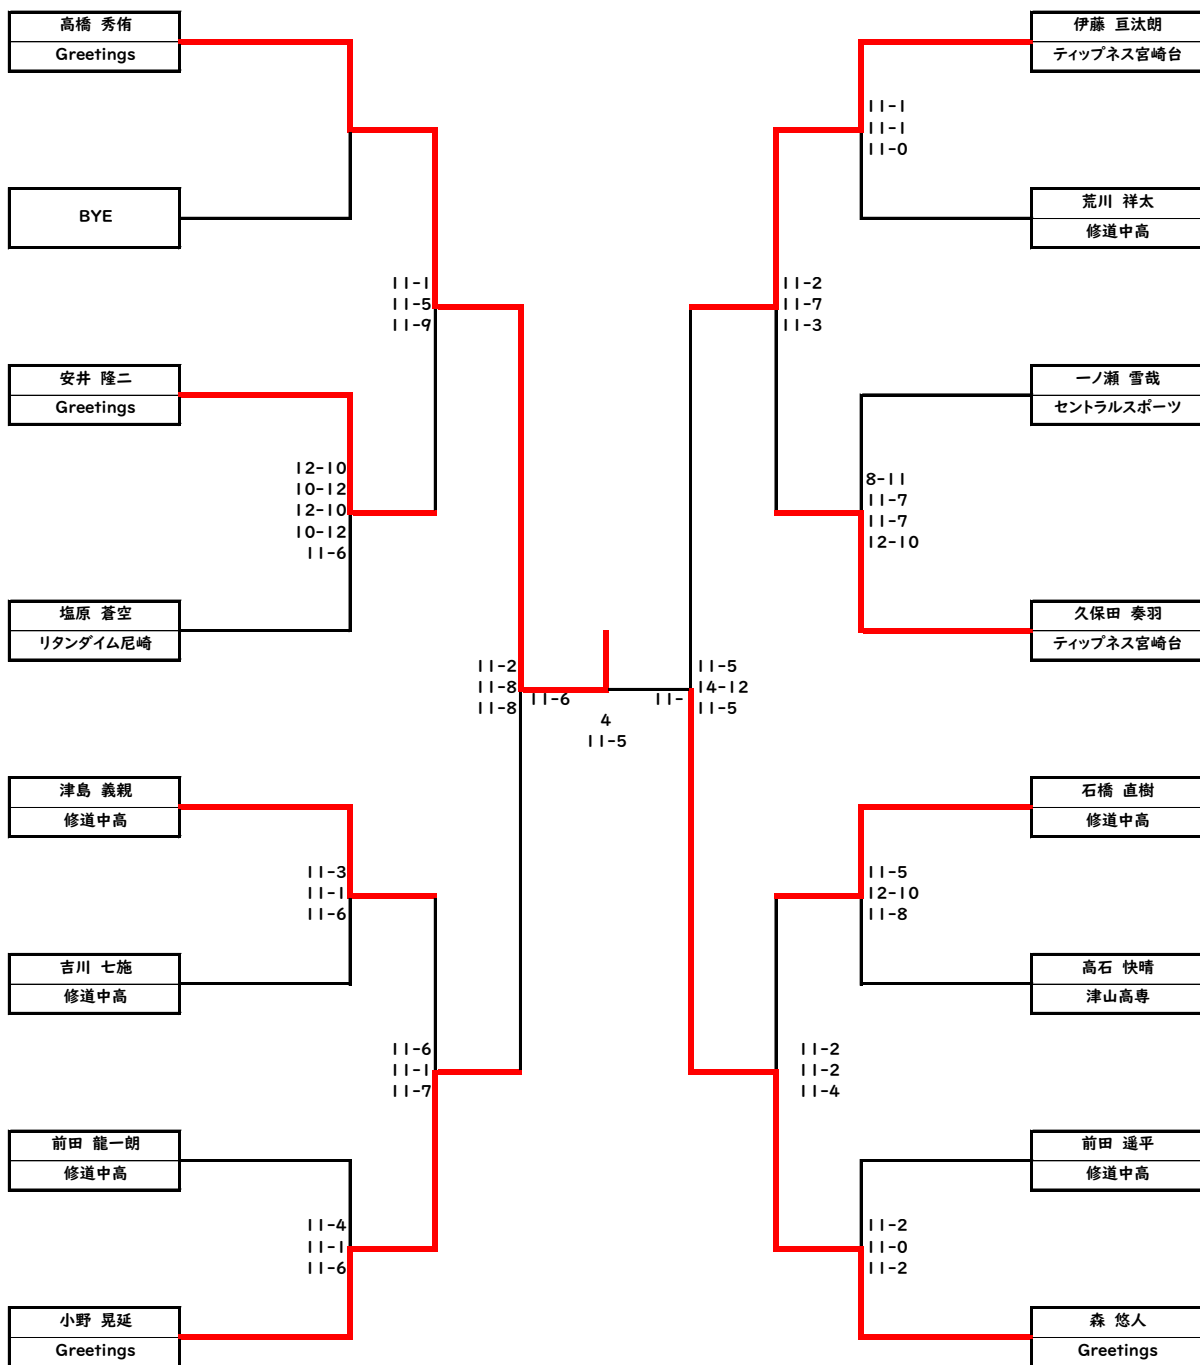 高橋 秀侑
Greetings
BYE
11-1
11-5
11-9
安井 隆二
Greetings
12-10
10-12
12-10
10-12
11-6
塩原 蒼空
リタンダイム尼崎
11-2
11-8
11-8
津島 義親
修道中高
11-3
11-1
11-6
吉川 七施
修道中高
11-6
11-1
11-7
前田 龍一朗
修道中高
11-4
11-1
11-6
小野 晃延
Greetings
11-6
11-
4
11-5
伊藤 亘汰朗
ティップネス宮崎台
11-1
11-1
11-0
荒川 祥太
修道中高
11-2
11-7
11-3
一ノ瀬 雪哉
セントラルスポーツ
8-11
11-7
11-7
12-10
久保田 奏羽
ティップネス宮崎台
11-5
14-12
11-5
石橋 直樹
修道中高
11-5
12-10
11-8
高石 快晴
津山高専
11-2
11-2
11-4
前田 遥平
修道中高
11-2
11-0
11-2
森 悠人
Greetings